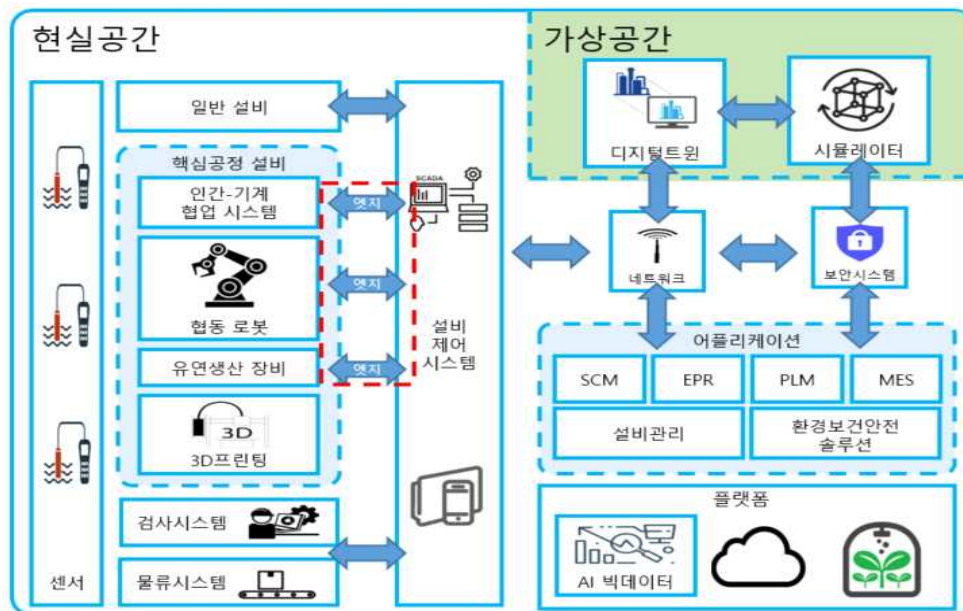 현실공간
가상공간
일반 설비
핵심공정 설비
인간-기계
협업 시스템
엣지
SCADA
협동 로봇
엣지
유연생산 장비
엣지
3D
3D프린팅
검사시스템
물류시스템
센서
설비
제어
시스템
디지털트윈
시뮬레이터
네트워크
보안시스템
어플리케이션
SCM
EPR
PLM
MES
설비관리
환경보건안전
솔루션
플랫폼
AI 빅데이터